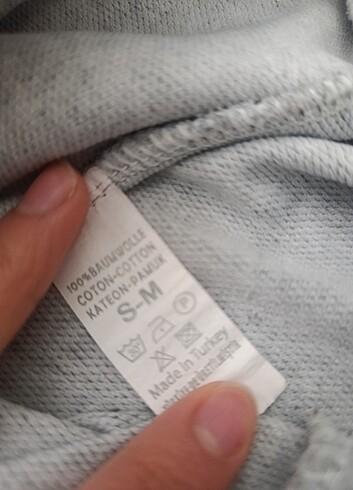 100%BAUMWOLLE
COTON-COTTON
KATEON-PAMUK
S-M
Made in Turkey